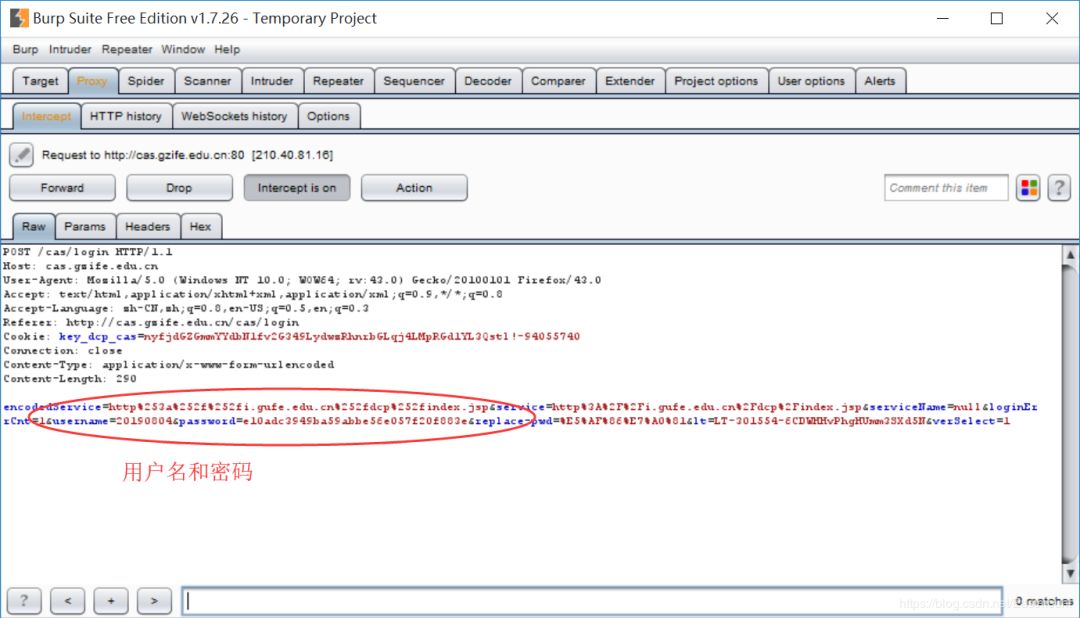 Burp Suite Free Edition v1.7.26 - Temporary Project
Burp Intruder Repeater Window Help
Target Proxy Spider Scanner Intruder Repeater Sequencer Decoder Comparer Extender Project options User options Alerts
Intercept HTTP history WebSockets history Options
Request to http://cas.gzife.edu.cn:80 [210.40.81.16]
Forward Drop Intercept is on Action Comment this item ?
Raw Params Headers Hex
POST /cas/login HTTP/1.1
Host: cas.gzife.edu.cn
User-Agent: Mozilla/5.0 (Windows NT 10.0; WOW64; rv:43.0) Gecko/20100101 Firefox/43.0
Accept: text/html,application/xhtml+xml,application/xml;q=0.9,*/*;q=0.8
Accept-Language: zh-CN,zh;q=0.8,en-US;q=0.5,en;q=0.3
Referer: http://cas.gzife.edu.cn/cas/login
Cookie: key_dcp_cas=
Connection: close
Content-Type: application/x-www-form-urlencoded
Content-Length: 290
encodedService=http%253a%252f%252fi.gufe.edu.cn%252fdcp%252findex.jsp&service=http%3A%2F%2Fi.gufe.edu.cn%2Fdcp%2Findex.jsp&serviceName=null&loginEr
rCnt=1&username=20190804&password=e10adc3949ba59abbe56e057f20f883e&replace-pwd=%E5%AF%86%E7%A0%81&lt=LT-301554-6CDWMHvPhgHUmm3SXd5N&verSelect=1
用户名和密码
? < + > 0 matches